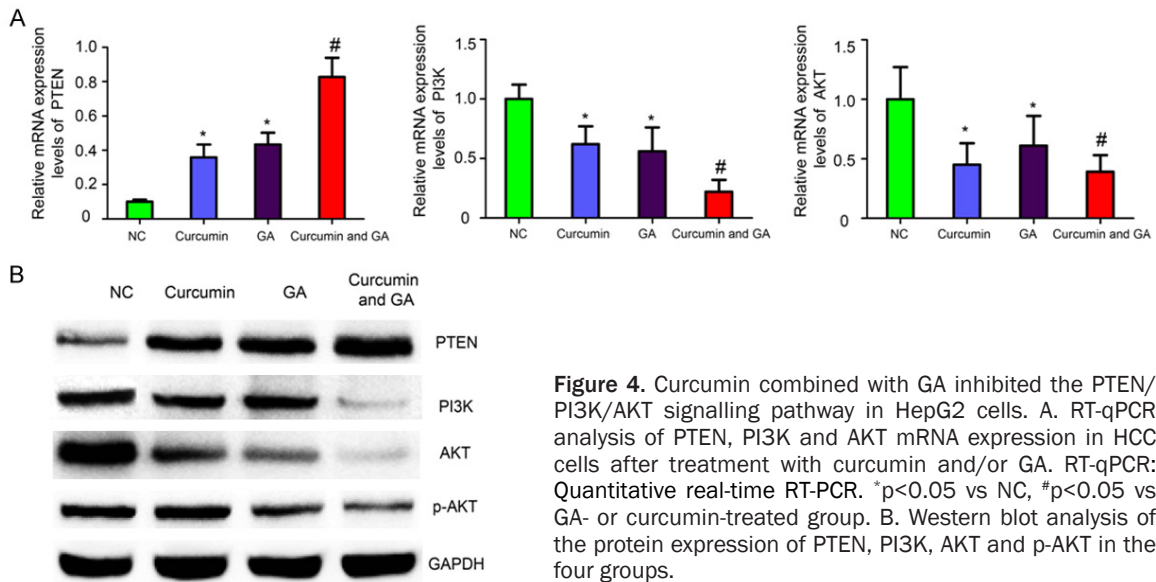 A
Relative mRNA expression
levels of PTEN
1.0
0.8
0.6
0.4
0.2
0
*
*
#
NC
Curcumin
GA
Curcumin and GA
Relative mRNA expression
levels of PI3K
1.5
1.0
0.5
0
*
*
#
NC
Curcumin
GA
Curcumin and GA
Relative mRNA expression
levels of AKT
1.5
1.0
0.5
0
*
*
#
NC
Curcumin
GA
Curcumin and GA
B
NC
Curcumin
GA
Curcumin
and GA
PTEN
PI3K
AKT
p-AKT
GAPDH
Figure 4. Curcumin combined with GA inhibited the PTEN/
PI3K/AKT signalling pathway in HepG2 cells. A. RT-qPCR
analysis of PTEN, PI3K and AKT mRNA expression in HCC
cells after treatment with curcumin and/or GA. RT-qPCR:
Quantitative real-time RT-PCR. *p<0.05 vs NC, #p<0.05 vs
GA- or curcumin-treated group. B. Western blot analysis of
the protein expression of PTEN, PI3K, AKT and p-AKT in the
four groups.